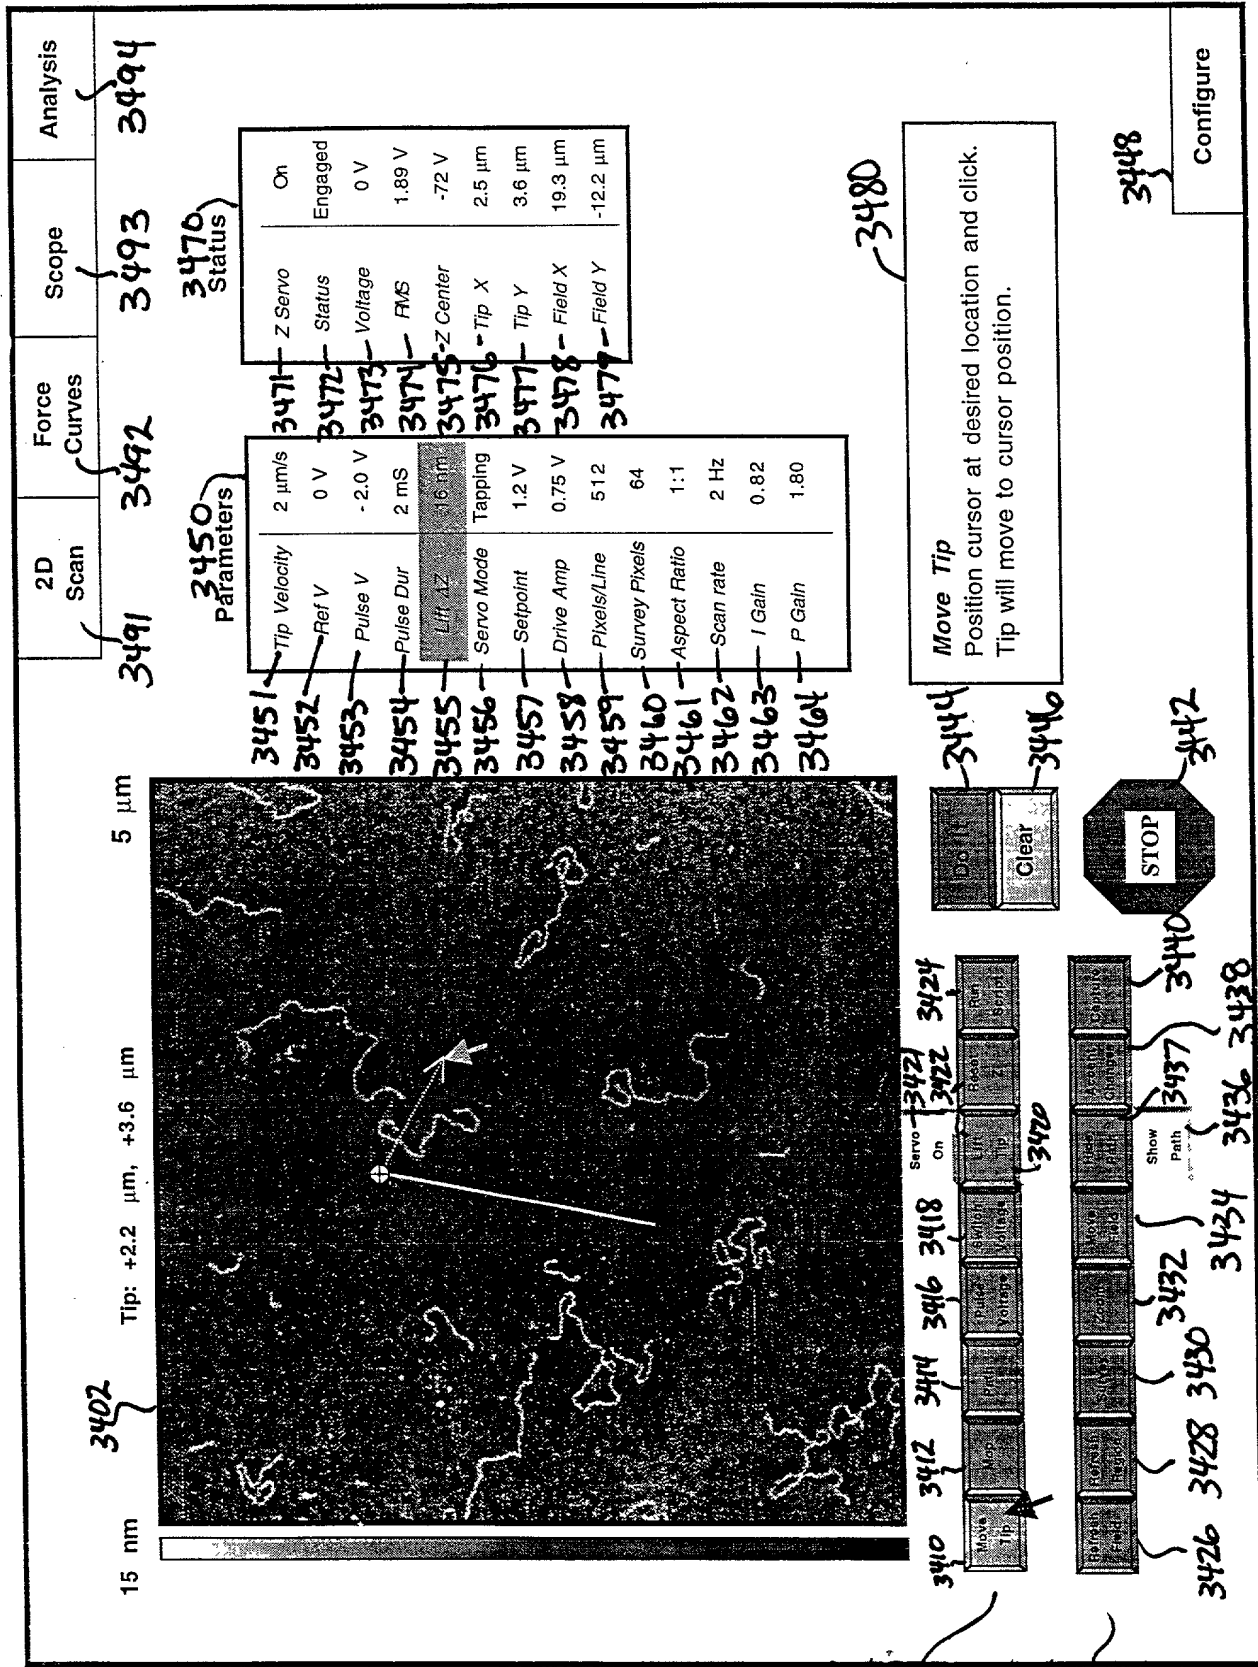 2D
Scan
Force
Curves
Scope
Analysis
3491
3492
3493
3494
3402
15 nm
Tip: +2.2 µm, +3.6 µm
5 µm
3450
Parameters
3451 Tip Velocity 2 µm/s
3452 Ref V 0 V
3453 Pulse V - 2.0 V
3454 Pulse Dur 2 mS
3455 Lift ΔZ 16 nm
3456 Servo Mode Tapping
3457 Setpoint 1.2 V
3458 Drive Amp 0.75 V
3459 Pixels/Line 512
3460 Survey Pixels 64
3461 Aspect Ratio 1:1
3462 Scan rate 2 Hz
3463 I Gain 0.82
3464 P Gain 1.80
3470
Status
3471 Z Servo On
3472 Status Engaged
3473 Voltage 0 V
3474 RMS 1.89 V
3475 Z Center -72 V
3476 Tip X 2.5 µm
3477 Tip Y 3.6 µm
3478 Field X 19.3 µm
3479 Field Y -12.2 µm
3410
3412
3414
3416
3418
Servo
On
3421
3422
3424
Move
Tip
Lift
Tip
Run
Script
3420
3444
Do It
Clear
3446
Move Tip
Position cursor at desired location and click.
Tip will move to cursor position.
3480
Move
Field
Show
Path
STOP
3442
3426
3428
3430
3432
3434
3436
3437
3438
3440
3448
Configure